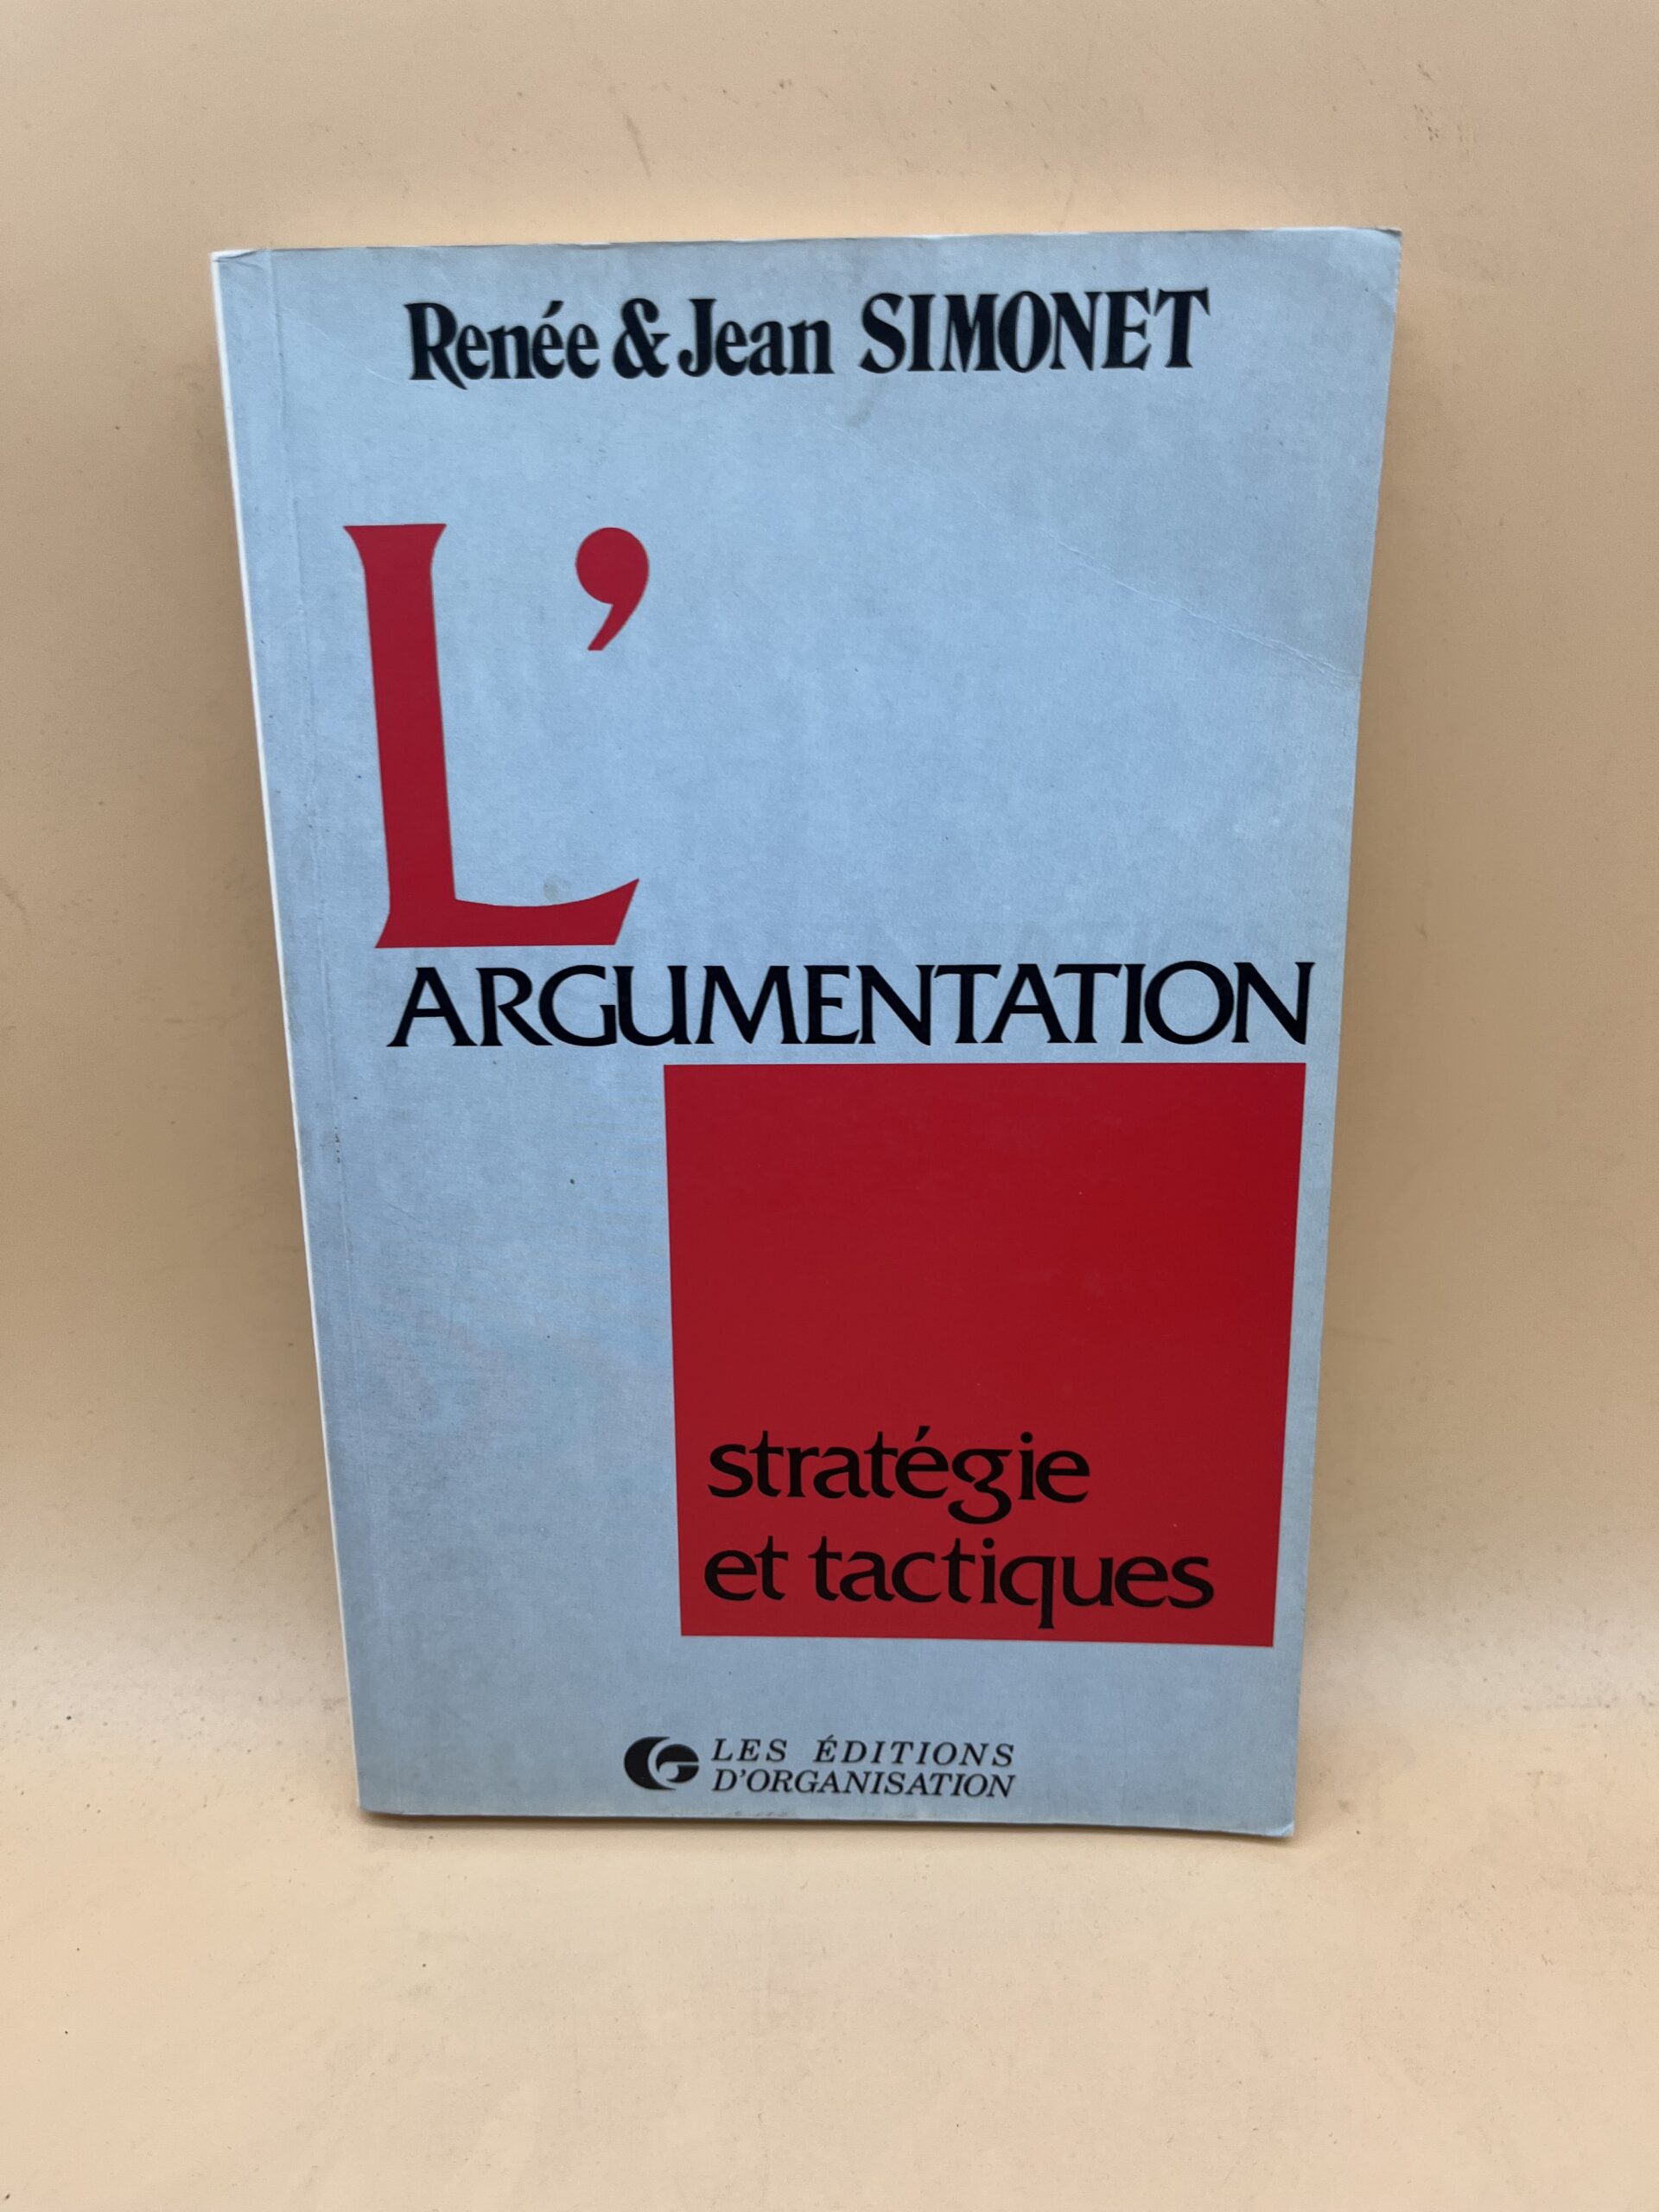 Renée & Jean SIMONET
L'
ARGUMENTATION
stratégie
et tactiques
LES ÉDITIONS
D'ORGANISATION